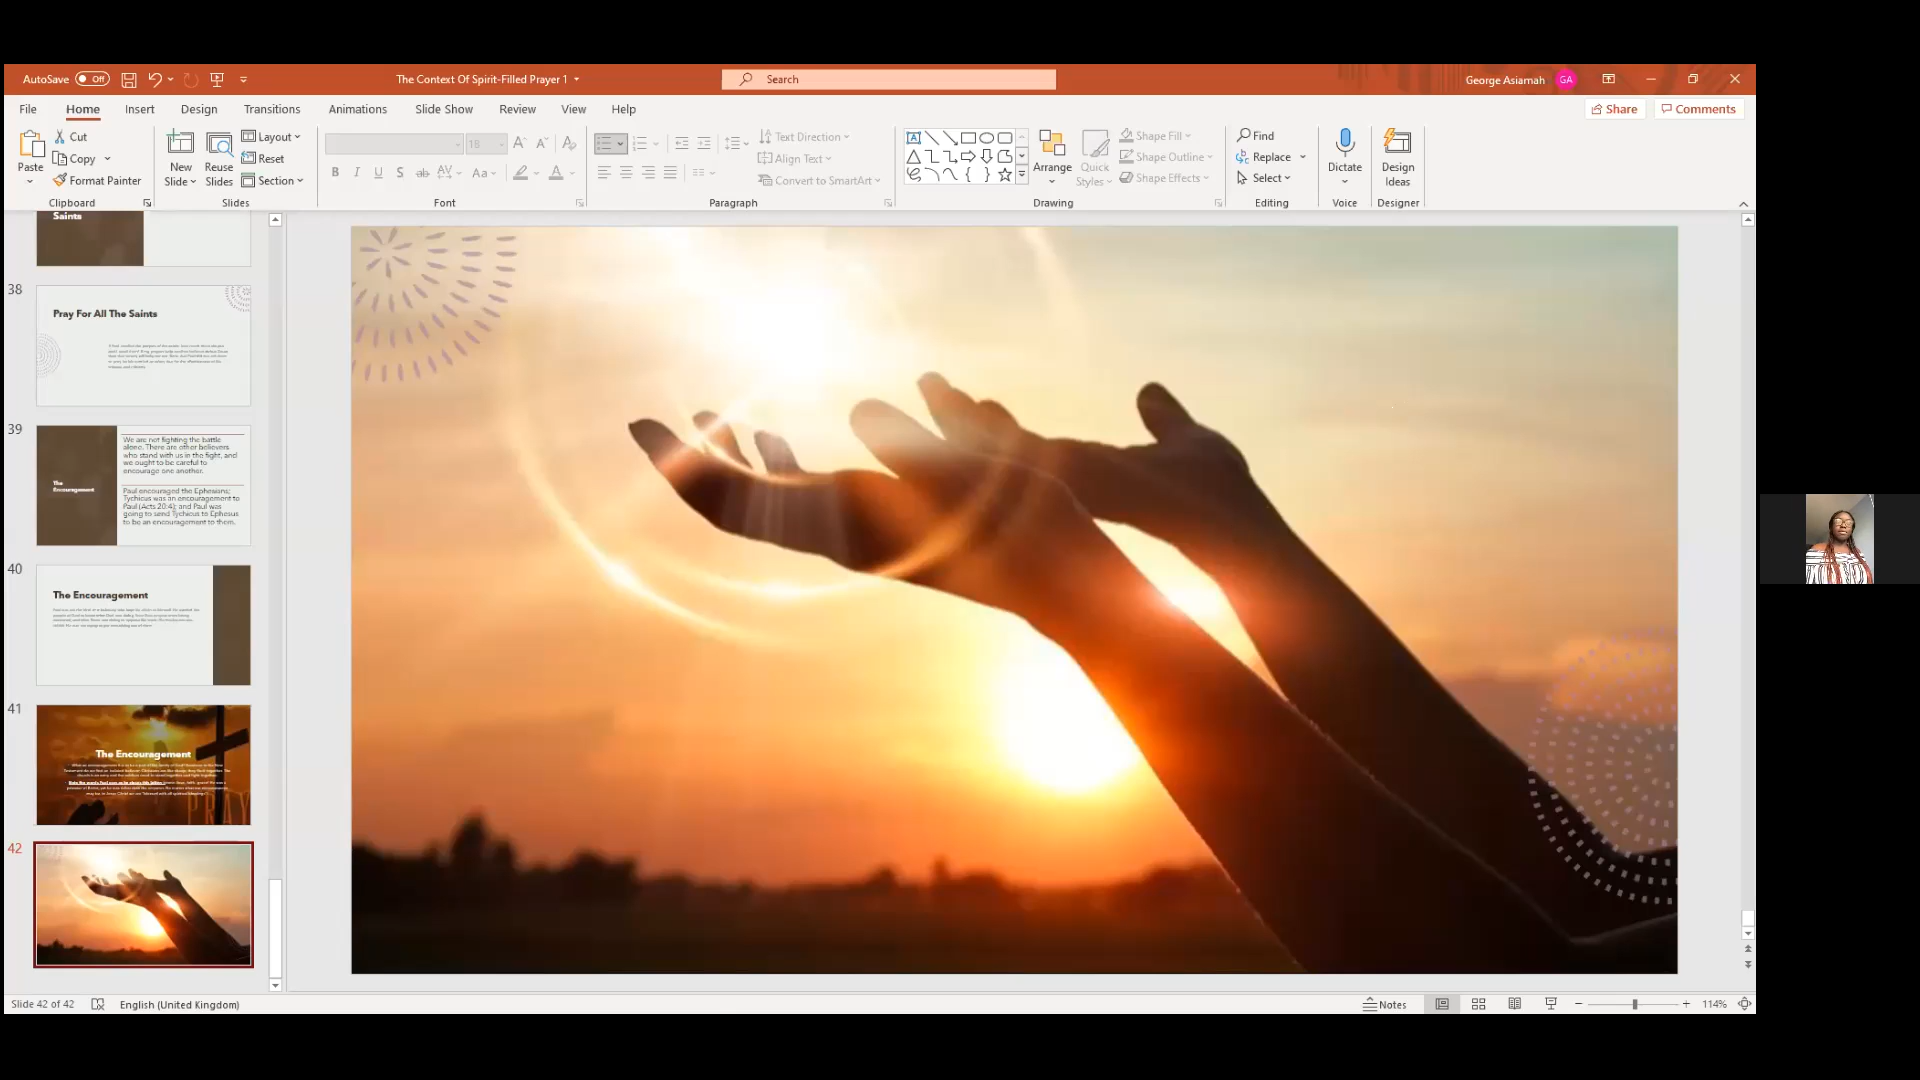 AutoSave Off
The Context Of Spirit-Filled Prayer 1
Search
George Asiamah GA
File Home Insert Design Transitions Animations Slide Show Review View Help
Share Comments
Paste
Cut
Copy
Format Painter
Clipboard
New Slide
Reuse Slides
Layout
Reset
Section
Slides
18
B I U S ab AV Aa A
Font
Text Direction
Align Text
Convert to SmartArt
Paragraph
Arrange
Quick Styles
Shape Fill
Shape Outline
Shape Effects
Drawing
Find
Replace
Select
Editing
Dictate
Voice
Design Ideas
Designer
Saints
38
Pray For All The Saints
39
The
Encouragement
We are not fighting the battle
alone. There are other believers
who stand with us in the fight, and
we ought to be careful to
encourage one another.
Paul encouraged the Ephesians;
Tychicus was an encouragement to
Paul (Acts 20:4); and Paul was
going to send Tychicus to Ephesus
to be an encouragement to them.
40
The Encouragement
41
The Encouragement
PRAY
42
Slide 42 of 42
English (United Kingdom)
Notes
114%